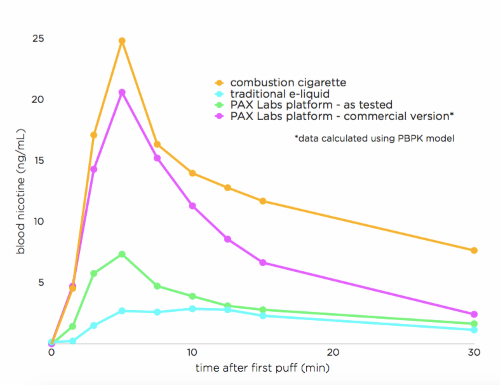 25
20
15
10
5
0
10
20
30
blood nicotine (ng/mL)
time after first puff (min)
combustion cigarette
traditional e-liquid
PAX Labs platform - as tested
PAX Labs platform - commercial version*
*data calculated using PBPK model